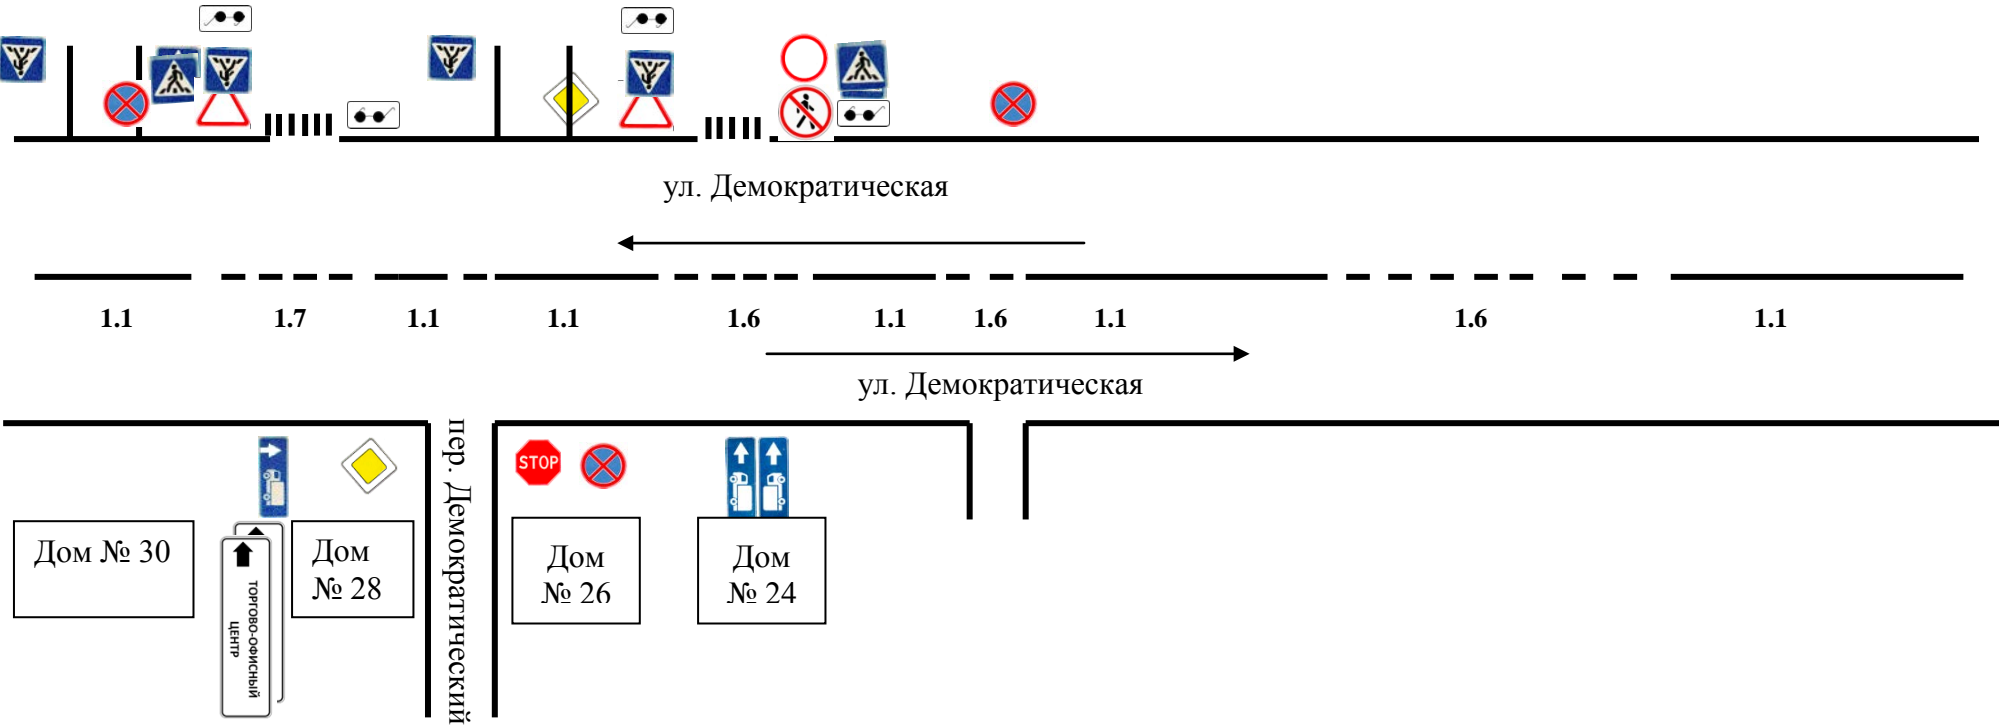 ул. Демократическая
1.1 1.7 1.1 1.1 1.6 1.1 1.6 1.1 1.6 1.1
ул. Демократическая
пер. Демократический
STOP
Дом № 30
Дом
№ 28
Дом
№ 26
Дом
№ 24
ТОРГОВО-ОФИСНЫЙ
ЦЕНТР